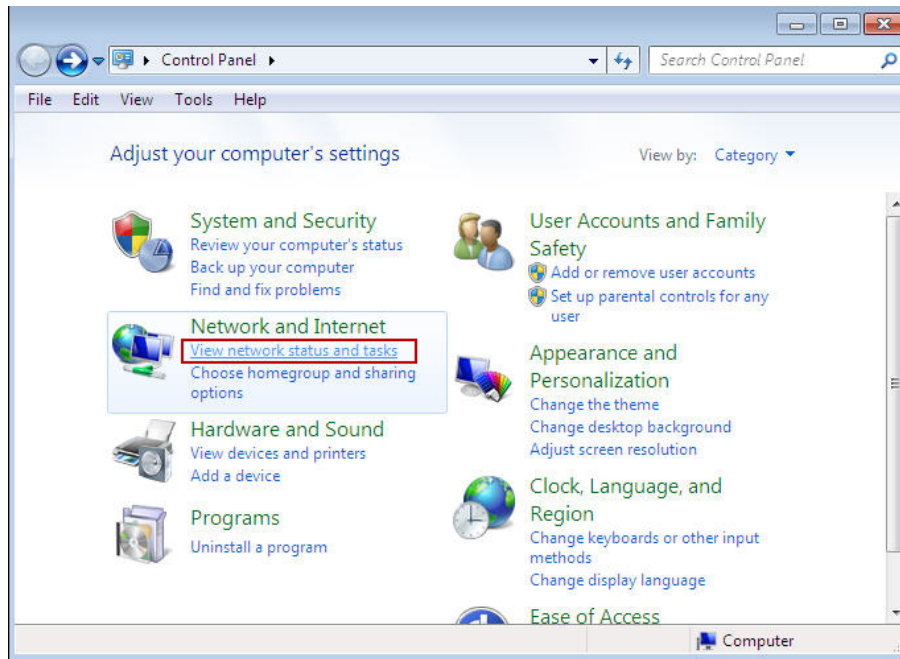 Control Panel
Search Control Panel
File Edit View Tools Help
Adjust your computer's settings
View by: Category
System and Security
Review your computer's status
Back up your computer
Find and fix problems
Network and Internet
View network status and tasks
Choose homegroup and sharing
options
Hardware and Sound
View devices and printers
Add a device
Programs
Uninstall a program
User Accounts and Family
Safety
Add or remove user accounts
Set up parental controls for any
user
Appearance and
Personalization
Change the theme
Change desktop background
Adjust screen resolution
Clock, Language, and
Region
Change keyboards or other input
methods
Change display language
Ease of Access
Computer